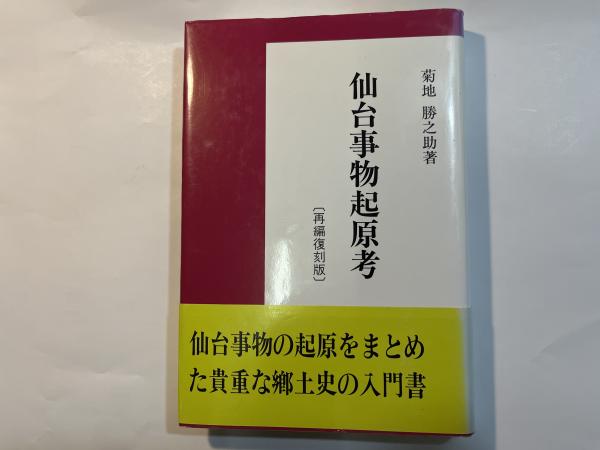 菊地 勝之助著
仙台事物起原考
〔再編復刻版〕
仙台事物の起原をまとめ
た貴重な郷土史の入門書